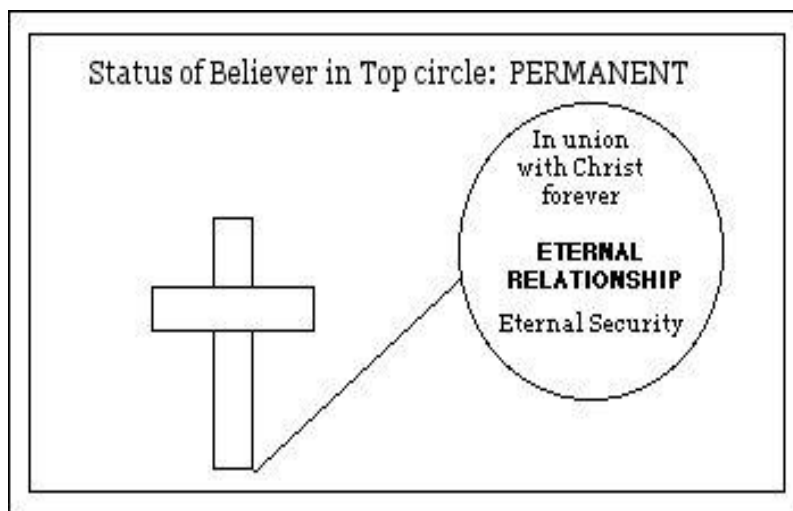 Status of Believer in Top circle: PERMANENT
In union
with Christ
forever
ETERNAL
RELATIONSHIP
Eternal Security